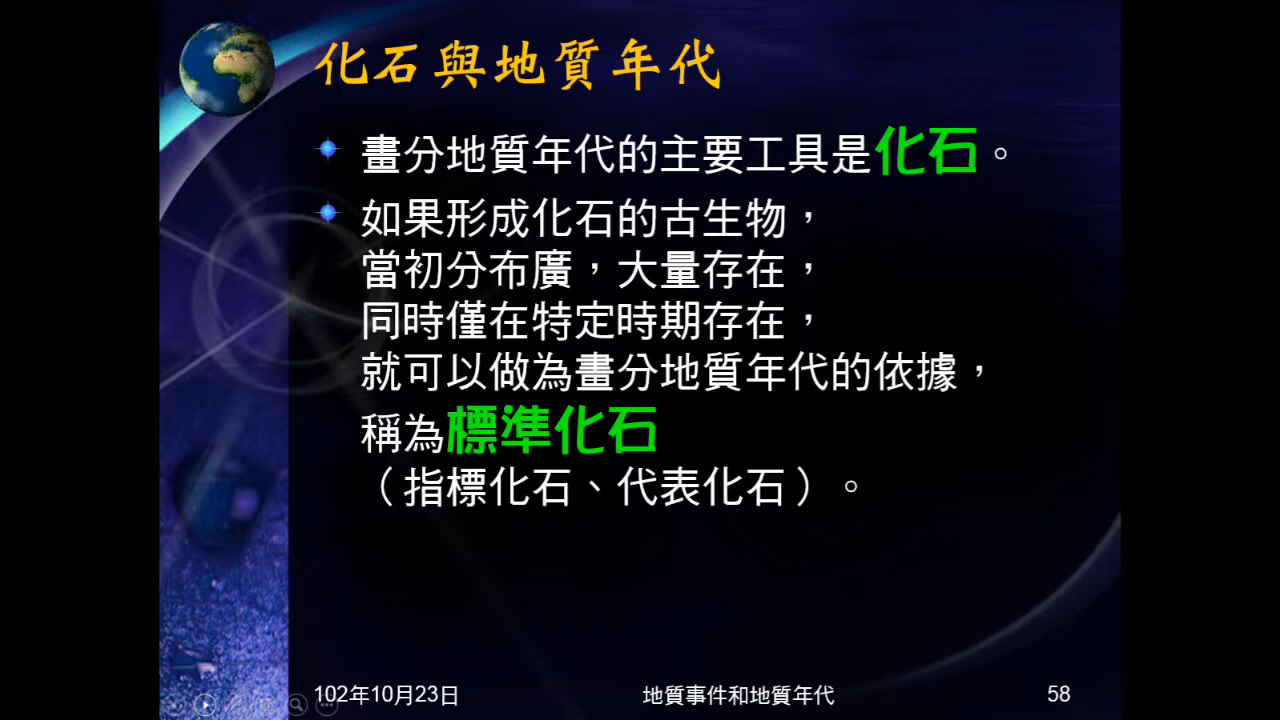 化石與地質年代
畫分地質年代的主要工具是化石。
如果形成化石的古生物，
當初分布廣，大量存在，
同時僅在特定時期存在，
就可以做為畫分地質年代的依據，
稱為標準化石
（指標化石、代表化石）。
102年10月23日
地質事件和地質年代
58